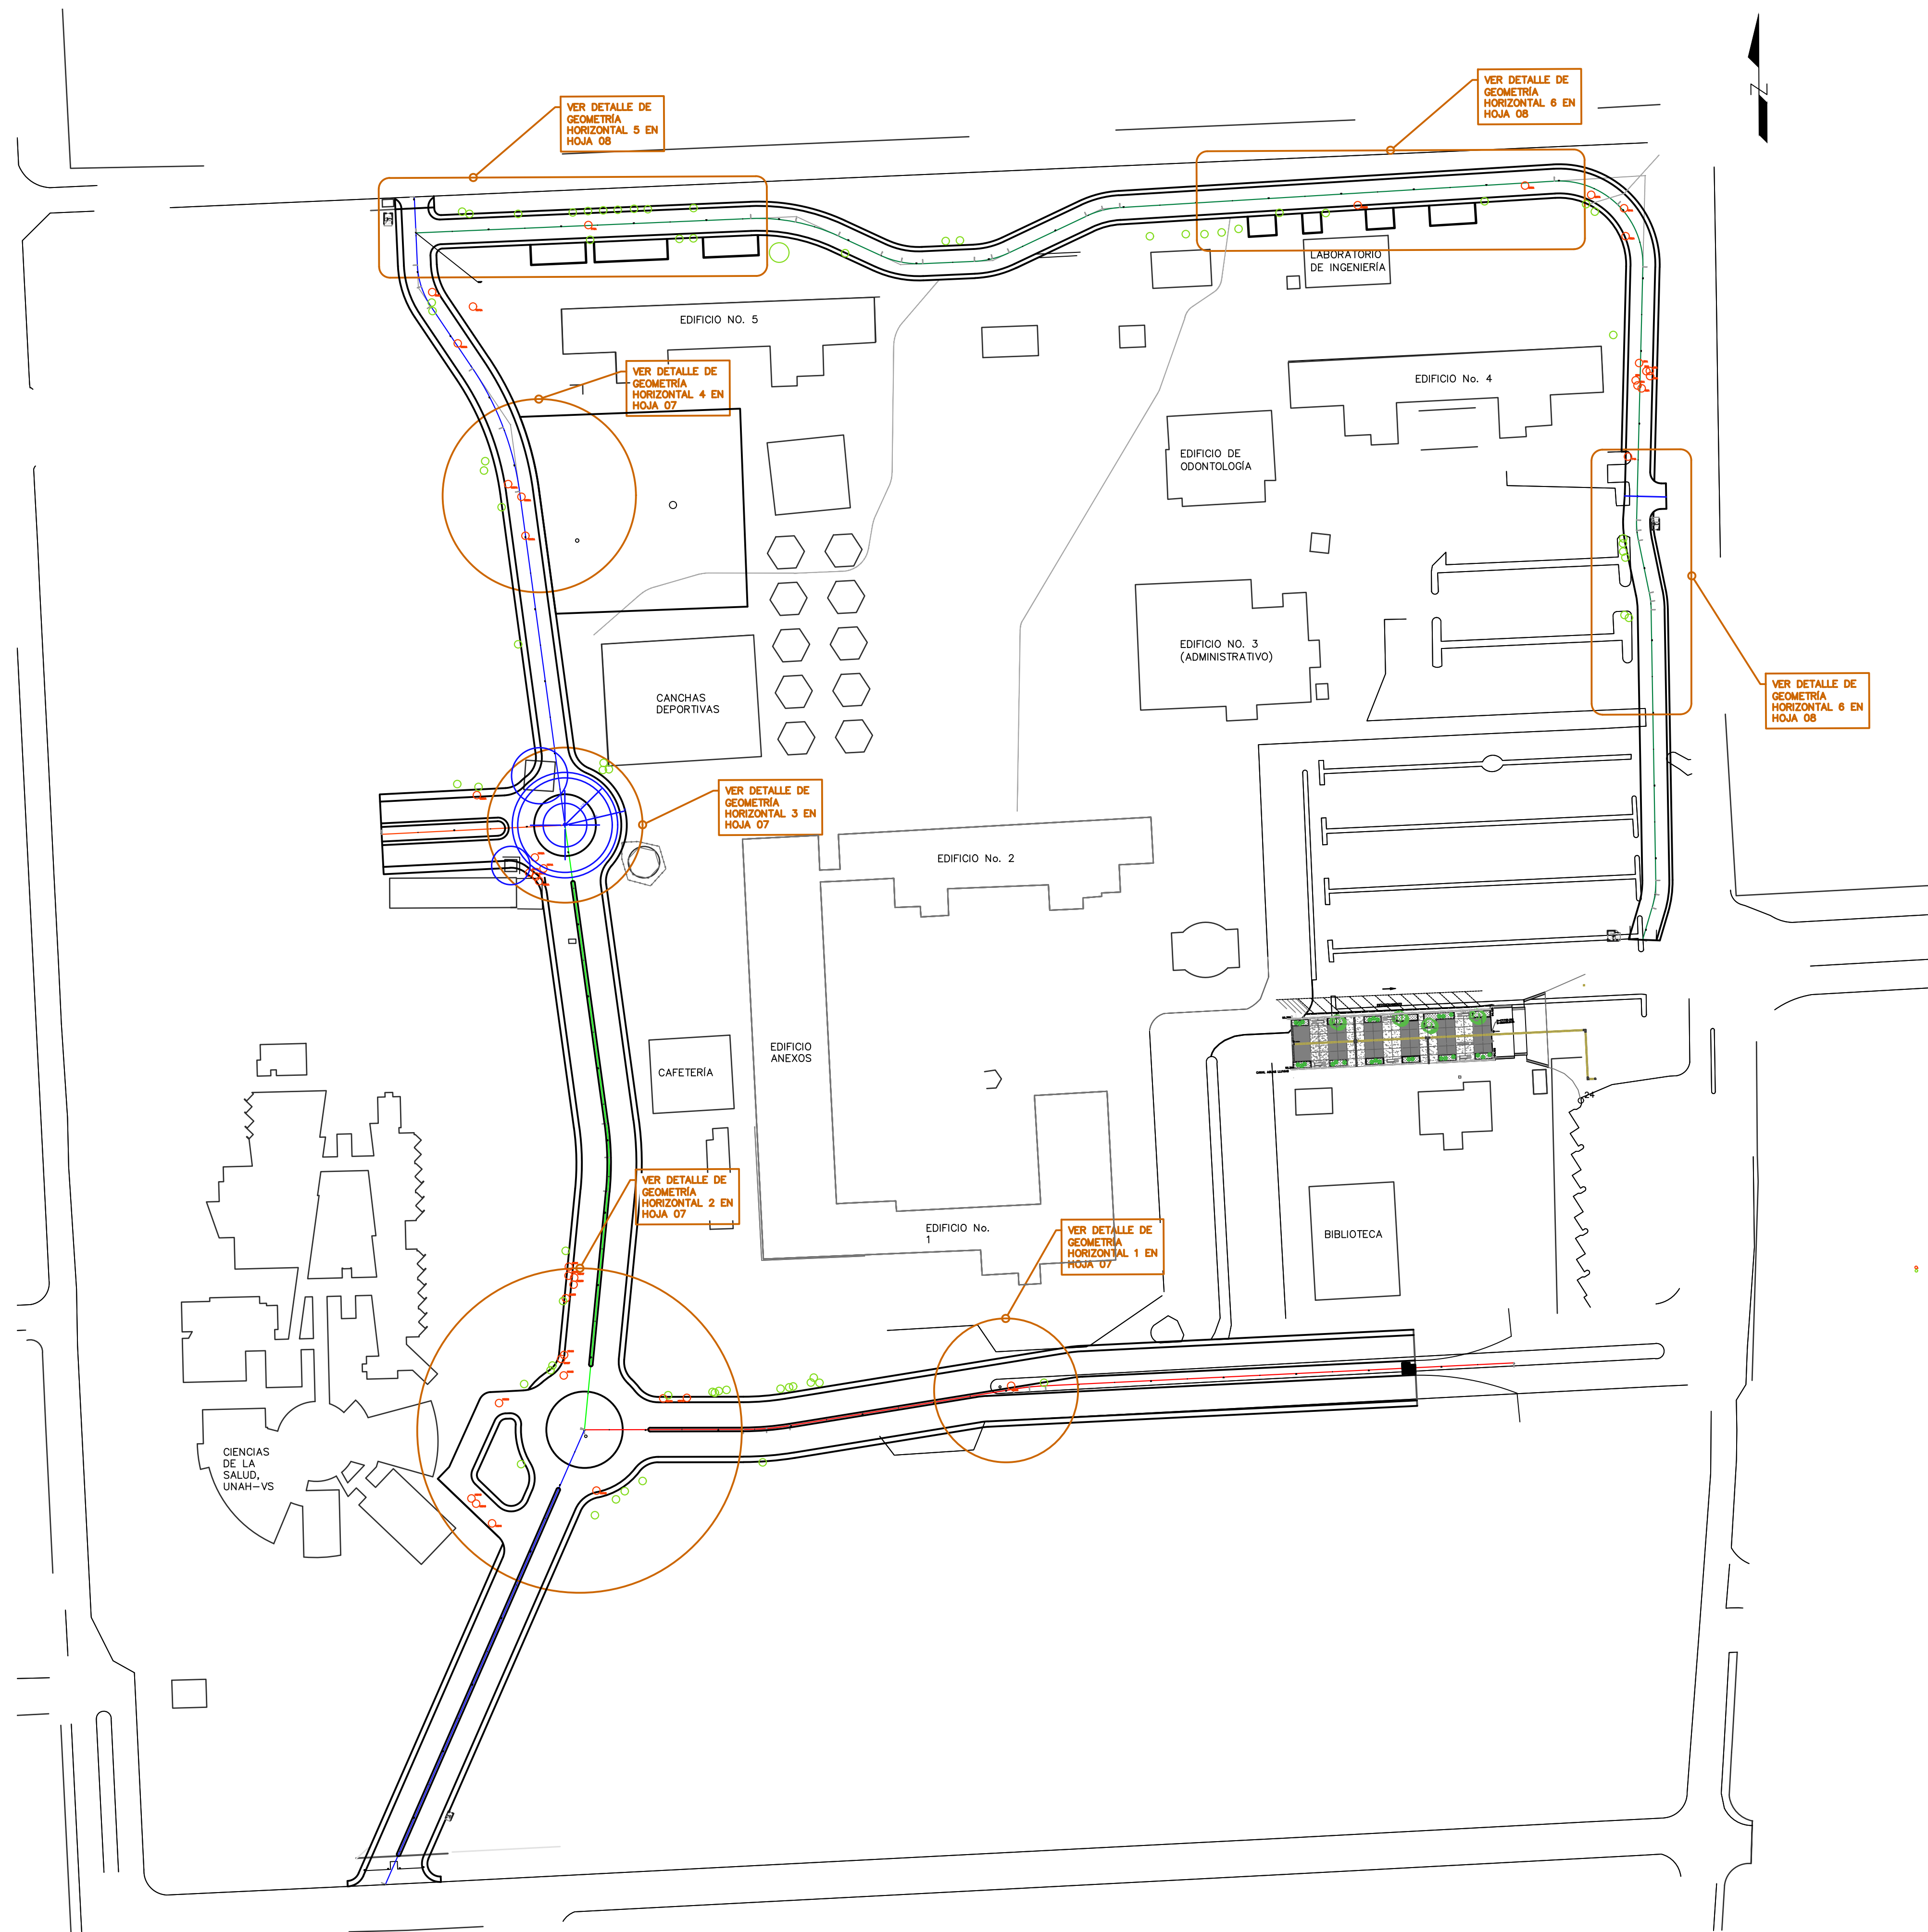 VER DETALLE DE
GEOMETRÍA
HORIZONTAL 5 EN
HOJA 08
VER DETALLE DE
GEOMETRÍA
HORIZONTAL 6 EN
HOJA 08
N
LABORATORIO
DE INGENIERÍA
EDIFICIO NO. 5
VER DETALLE DE
GEOMETRÍA
HORIZONTAL 4 EN
HOJA 07
EDIFICIO No. 4
EDIFICIO DE
ODONTOLOGÍA
EDIFICIO NO. 3
(ADMINISTRATIVO)
CANCHAS
DEPORTIVAS
VER DETALLE DE
GEOMETRÍA
HORIZONTAL 6 EN
HOJA 08
VER DETALLE DE
GEOMETRÍA
HORIZONTAL 3 EN
HOJA 07
EDIFICIO No. 2
EDIFICIO
ANEXOS
CAFETERÍA
24
VER DETALLE DE
GEOMETRÍA
HORIZONTAL 2 EN
HOJA 07
EDIFICIO No.
1
VER DETALLE DE
GEOMETRÍA
HORIZONTAL 1 EN
HOJA 07
BIBLIOTECA
CIENCIAS
DE LA
SALUD,
UNAH-VS